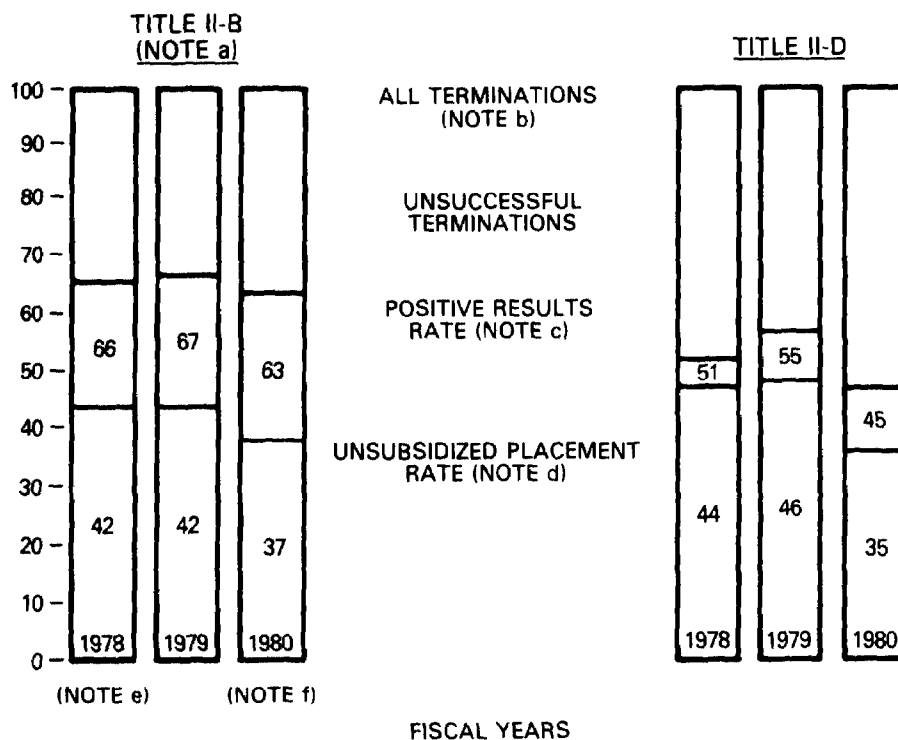 TITLE II-B
(NOTE a)
TITLE II-D
100
90
80
70
60
50
40
30
20
10
0
ALL TERMINATIONS
(NOTE b)
UNSUCCESSFUL
TERMINATIONS
POSITIVE RESULTS
RATE (NOTE c)
UNSUBSIDIZED PLACEMENT
RATE (NOTE d)
66
67
63
42
42
37
1978
1979
1980
51
55
45
44
46
35
1978
1979
1980
(NOTE e)
(NOTE f)
FISCAL YEARS